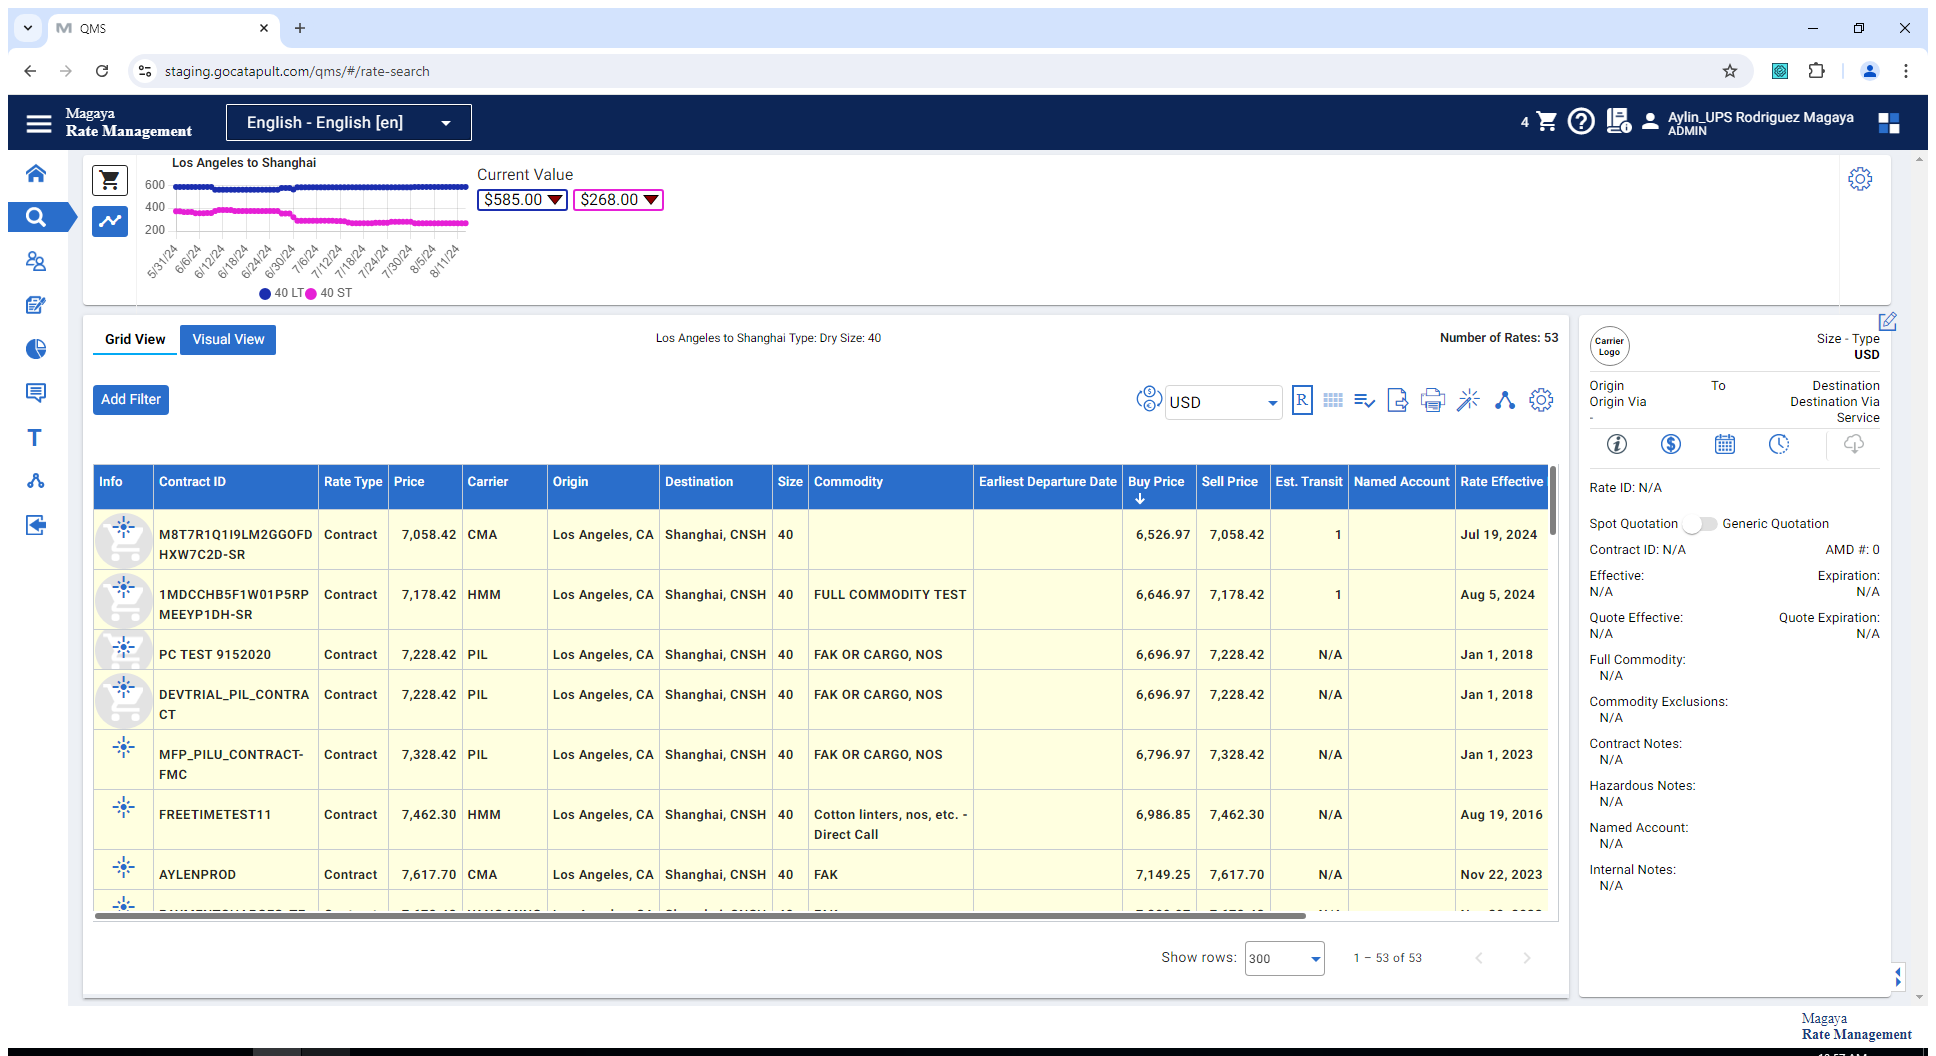 QMS
staging.gocatapult.com/qms/#/rate-search
Magaya
Rate Management
English - English [en]
4
Aylin_UPS Rodriguez Magaya
ADMIN
Los Angeles to Shanghai
600
400
200
5/31/24 6/6/24 6/12/24 6/18/24 6/24/24 6/30/24 7/6/24 7/12/24 7/18/24 7/24/24 7/30/24 8/5/24 8/11/24
40 LT 40 ST
Current Value
$585.00 $268.00
Grid View Visual View
Los Angeles to Shanghai Type: Dry Size: 40
Number of Rates: 53
Add Filter
USD
R
Info Contract ID Rate Type Price Carrier Origin Destination Size Commodity Earliest Departure Date Buy Price Sell Price Est. Transit Named Account Rate Effective
M8T7R1Q1I9LM2GGOFD Contract 7,058.42 CMA Los Angeles, CA Shanghai, CNSH 40 6,526.97 7,058.42 1 Jul 19, 2024
HXW7C2D-SR
1MDCCHB5F1W01P5RP Contract 7,178.42 HMM Los Angeles, CA Shanghai, CNSH 40 FULL COMMODITY TEST 6,646.97 7,178.42 1 Aug 5, 2024
MEEYP1DH-SR
PC TEST 9152020 Contract 7,228.42 PIL Los Angeles, CA Shanghai, CNSH 40 FAK OR CARGO, NOS 6,696.97 7,228.42 N/A Jan 1, 2018
DEVTRIAL_PIL_CONTRA Contract 7,228.42 PIL Los Angeles, CA Shanghai, CNSH 40 FAK OR CARGO, NOS 6,696.97 7,228.42 N/A Jan 1, 2018
CT
MFP_PILU_CONTRACT- Contract 7,328.42 PIL Los Angeles, CA Shanghai, CNSH 40 FAK OR CARGO, NOS 6,796.97 7,328.42 N/A Jan 1, 2023
FMC
FREETIMETEST11 Contract 7,462.30 HMM Los Angeles, CA Shanghai, CNSH 40 Cotton linters, nos, etc. - 6,986.85 7,462.30 N/A Aug 19, 2016
Direct Call
AYLENPROD Contract 7,617.70 CMA Los Angeles, CA Shanghai, CNSH 40 FAK 7,149.25 7,617.70 N/A Nov 22, 2023
Show rows: 300 1 – 53 of 53
Carrier
Logo
Size - Type
USD
Origin To Destination
Origin Via Destination Via
- Service
Rate ID: N/A
Spot Quotation Generic Quotation
Contract ID: N/A AMD #: 0
Effective: Expiration:
N/A N/A
Quote Effective: Quote Expiration:
N/A N/A
Full Commodity:
N/A
Commodity Exclusions:
N/A
Contract Notes:
N/A
Hazardous Notes:
N/A
Named Account:
N/A
Internal Notes:
N/A
Magaya
Rate Management